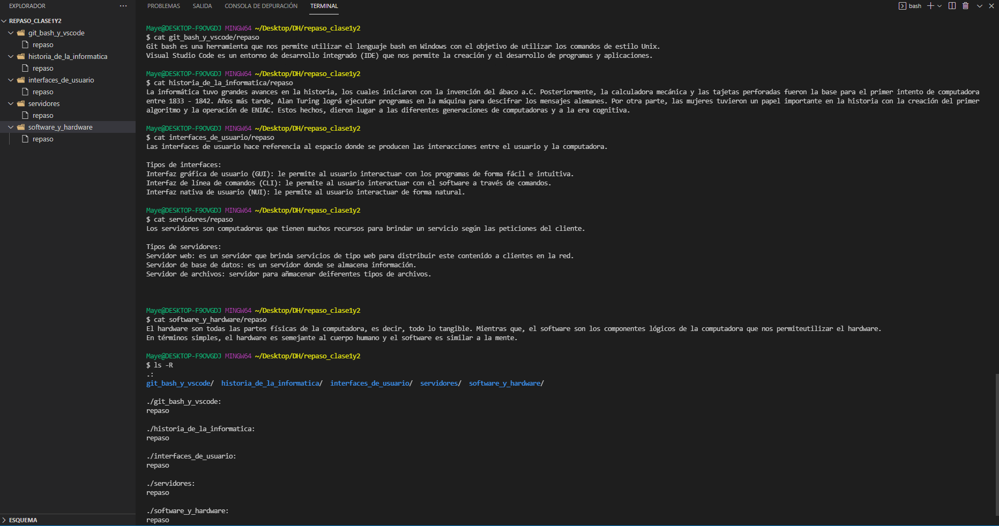 EXPLORADOR ...
REPASO_CLASE1Y2
git_bash_y_vscode
repaso
historia_de_la_informatica
repaso
interfaces_de_usuario
repaso
servidores
repaso
software_y_hardware
repaso
ESQUEMA
PROBLEMAS SALIDA CONSOLA DE DEPURACIÓN TERMINAL
bash
Maye@DESKTOP-F9OVGDJ MINGW64 ~/Desktop/DH/repaso_clase1y2
$ cat git_bash_y_vscode/repaso
Git bash es una herramienta que nos permite utilizar el lenguaje bash en Windows con el objetivo de utilizar los comandos de estilo Unix.
Visual Studio Code es un entorno de desarrollo integrado (IDE) que nos permite la creación y el desarrollo de programas y aplicaciones.
Maye@DESKTOP-F9OVGDJ MINGW64 ~/Desktop/DH/repaso_clase1y2
$ cat historia_de_la_informatica/repaso
La informática tuvo grandes avances en la historia, los cuales iniciaron con la invención del ábaco a.C. Posteriormente, la calculadora mecánica y las tajetas perforadas fueron la base para el primer intento de computadora
entre 1833 - 1842. Años más tarde, Alan Turing lográ ejecutar programas en la máquina para descifrar los mensajes alemanes. Por otra parte, las mujeres tuvieron un papel importante en la historia con la creación del primer
algoritmo y la operación de ENIAC. Estos hechos, dieron lugar a las diferentes generaciones de computadoras y a la era cognitiva.
Maye@DESKTOP-F9OVGDJ MINGW64 ~/Desktop/DH/repaso_clase1y2
$ cat interfaces_de_usuario/repaso
Las interfaces de usuario hace referencia al espacio donde se producen las interacciones entre el usuario y la computadora.
Tipos de interfaces:
Interfaz gráfica de usuario (GUI): le permite al usuario interactuar con los programas de forma fácil e intuitiva.
Interfaz de línea de comandos (CLI): le permite al usuario interactuar con el software a través de comandos.
Interfaz nativa de usuario (NUI): le permite al usuario interactuar de forma natural.
Maye@DESKTOP-F9OVGDJ MINGW64 ~/Desktop/DH/repaso_clase1y2
$ cat servidores/repaso
Los servidores son computadoras que tienen muchos recursos para brindar un servicio según las peticiones del cliente.
Tipos de servidores:
Servidor web: es un servidor que brinda servicios de tipo web para distribuir este contenido a clientes en la red.
Servidor de base de datos: es un servidor donde se almacena información.
Servidor de archivos: servidor para añmacenar deiferentes tipos de archivos.
Maye@DESKTOP-F9OVGDJ MINGW64 ~/Desktop/DH/repaso_clase1y2
$ cat software_y_hardware/repaso
El hardware son todas las partes físicas de la computadora, es decir, todo lo tangible. Mientras que, el software son los componentes lógicos de la computadora que nos permiteutilizar el hardware.
En términos simples, el hardware es semejante al cuerpo humano y el software es similar a la mente.
Maye@DESKTOP-F9OVGDJ MINGW64 ~/Desktop/DH/repaso_clase1y2
$ ls -R
.:
git_bash_y_vscode/ historia_de_la_informatica/ interfaces_de_usuario/ servidores/ software_y_hardware/
./git_bash_y_vscode:
repaso
./historia_de_la_informatica:
repaso
./interfaces_de_usuario:
repaso
./servidores:
repaso
./software_y_hardware:
repaso